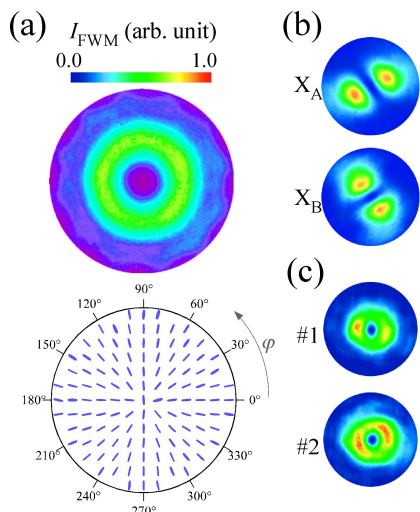 (a)
I_FWM (arb. unit)
0.0 1.0
90°
120° 60°
150° 30°
φ
180° 0°
210° 330°
240° 300°
270°
(b)
X_A
X_B
(c)
#1
#2